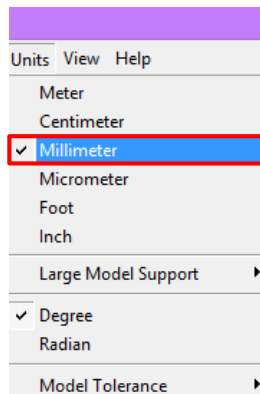 Units View Help
Meter
Centimeter
Millimeter
Micrometer
Foot
Inch
Large Model Support
Degree
Radian
Model Tolerance